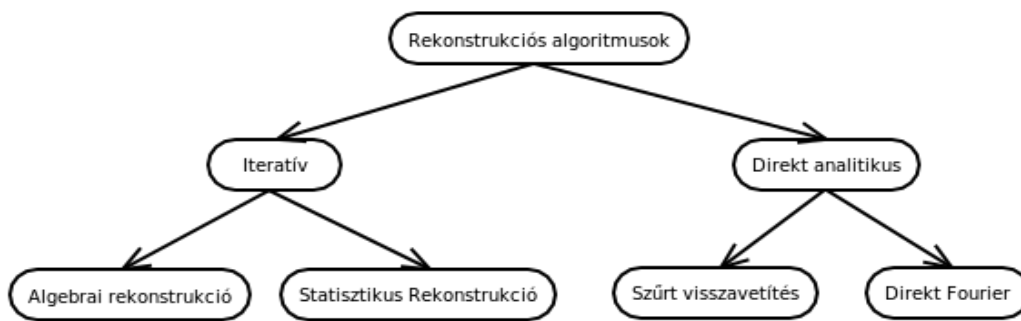 Rekonstrukciós algoritmusok
Iteratív
Direkt analitikus
Algebrai rekonstrukció
Statisztikus Rekonstrukció
Szűrt visszavetítés
Direkt Fourier